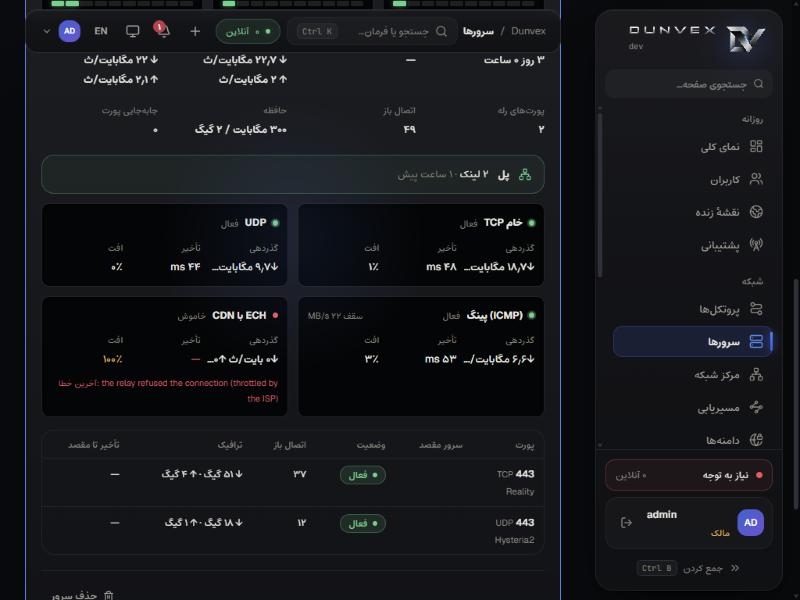 Dunvex / سرورها
جستجو یا فرمان… Ctrl K
۰ آنلاین
۱
EN
AD
۳ روز ۰ ساعت
—
↓ ۲۲٫۷ مگابایت/ث
↑ ۲ مگابایت/ث
↓ ۲۲ مگابایت/ث
↑ ۲٫۱ مگابایت/ث
پورت‌های رله
اتصال باز
حافظه
جابه‌جایی پورت
۲
۴۹
۳۰۰ مگابایت / ۲ گیگ
۰
پل ۲ لینک · ۱ ساعت پیش
خام TCP فعال
گذردهی تأخیر افت
↓۱۸٫۷ مگابایت… ۴۸ ms ۱٪
UDP فعال
گذردهی تأخیر افت
↓۹٫۷ مگابایت… ۴۴ ms ۰٪
پینگ (ICMP) فعال سقف ۲۲ MB/s
گذردهی تأخیر افت
↓۶٫۶ مگابایت/… ۵۳ ms ۳٪
CDN با ECH خاموش
گذردهی تأخیر افت
↓۰ بایت/ث ↑۰… — ۱۰۰٪
آخرین خطا: the relay refused the connection (throttled by
the ISP)
پورت سرور مقصد وضعیت اتصال باز ترافیک تأخیر تا مقصد
443 TCP
Reality
فعال ۳۷ ↓ ۵۱ گیگ · ↑ ۴ گیگ —
443 UDP
Hysteria2
فعال ۱۲ ↓ ۱۸ گیگ · ↑ ۱ گیگ —
حذف سرور
DUNVEX
dev
DV
جستجوی صفحه…
روزانه
نمای کلی
کاربران
نقشهٔ زنده
پشتیبانی
شبکه
پروتکل‌ها
سرورها
مرکز شبکه
مسیریابی
دامنه‌ها
نیاز به توجه ۰ آنلاین
AD
admin
مالک
جمع کردن Ctrl B